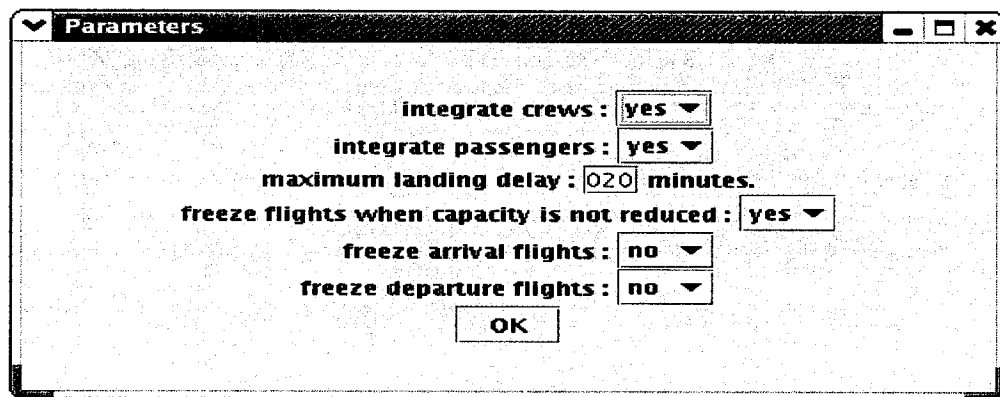 Parameters
integrate crews : yes
integrate passengers : yes
maximum landing delay : 020 minutes.
freeze flights when capacity is not reduced : yes
freeze arrival flights : no
freeze departure flights : no
OK